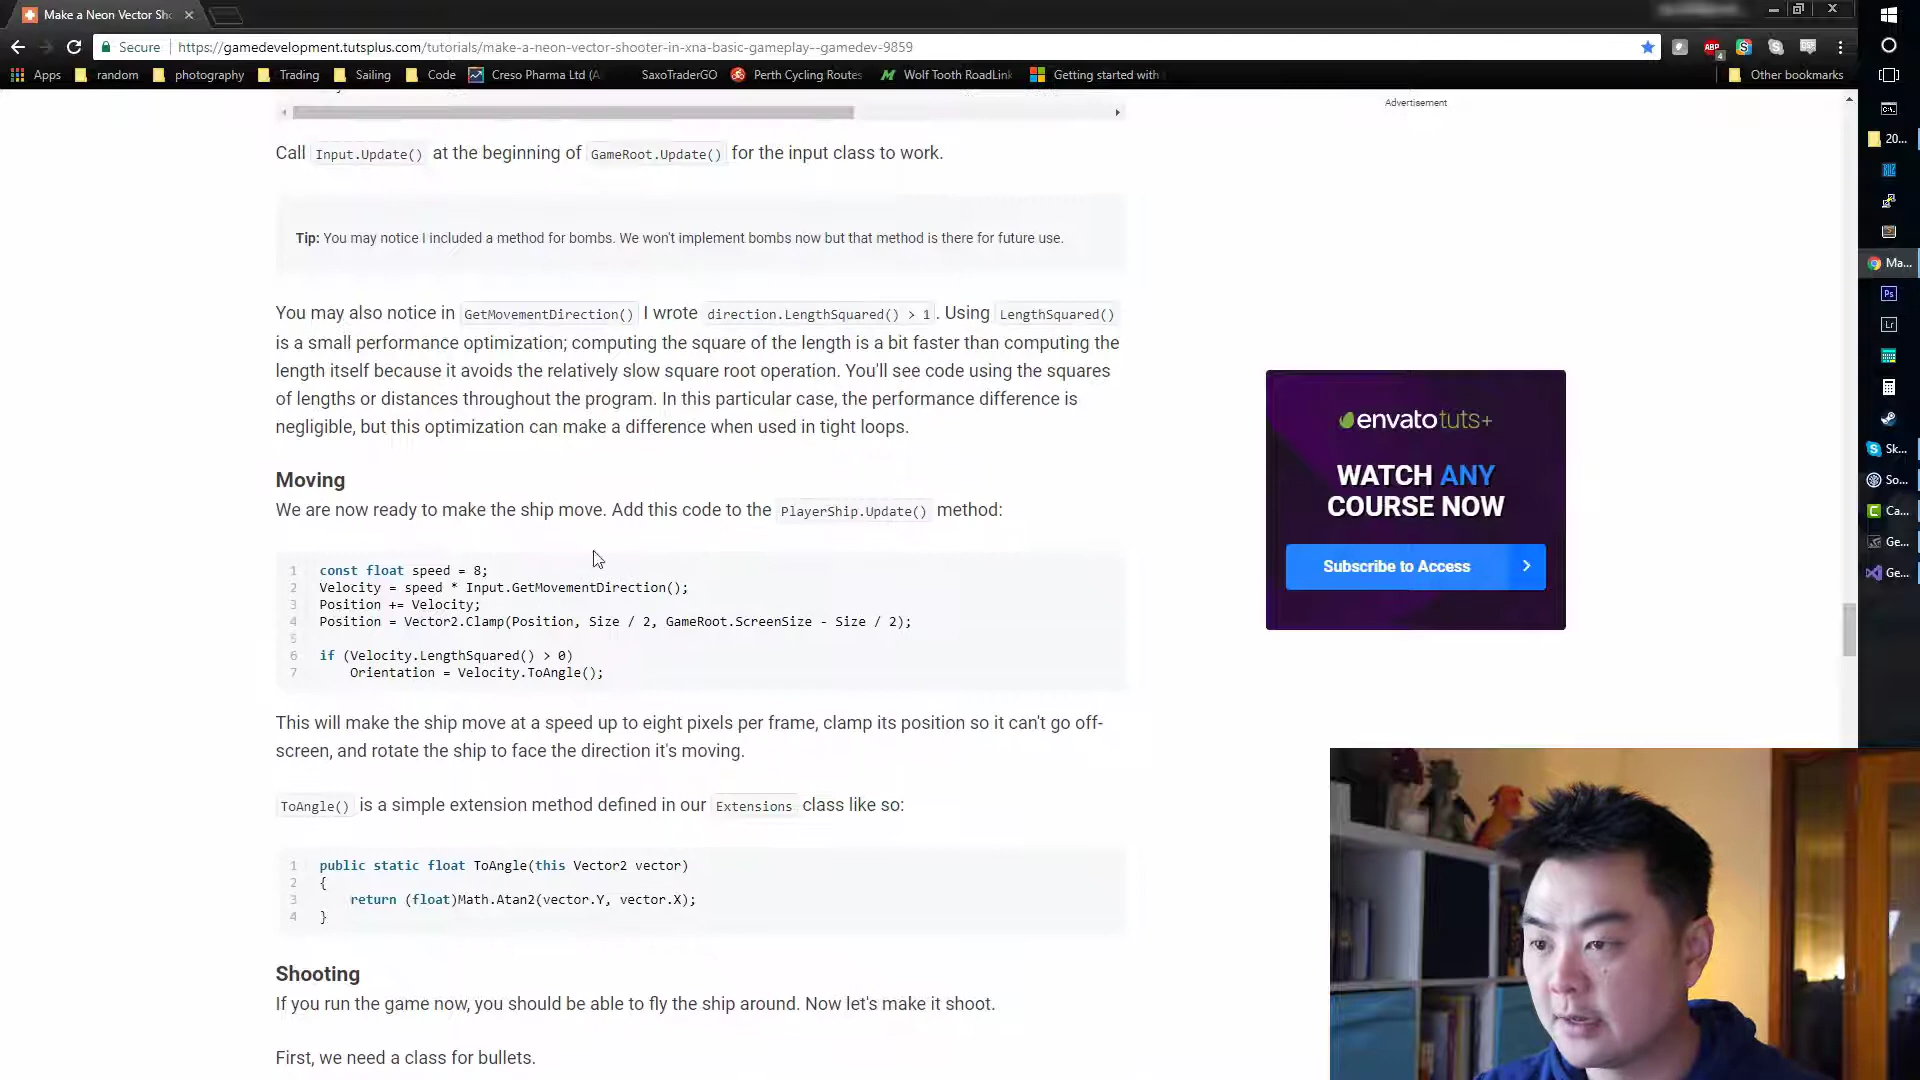 Make a Neon Vector Sho
Secure
https://gamedevelopment.tutsplus.com/tutorials/make-a-neon-vector-shooter-in-xna-basic-gameplay--gamedev-9859
Apps random photography Trading Sailing Code Creso Pharma Ltd (A SaxoTraderGO Perth Cycling Routes Wolf Tooth RoadLink Getting started with Other bookmarks
Advertisement
Call Input.Update() at the beginning of GameRoot.Update() for the input class to work.
Tip: You may notice I included a method for bombs. We won't implement bombs now but that method is there for future use.
You may also notice in GetMovementDirection() I wrote direction.LengthSquared() > 1 . Using LengthSquared()
is a small performance optimization; computing the square of the length is a bit faster than computing the
length itself because it avoids the relatively slow square root operation. You'll see code using the squares
of lengths or distances throughout the program. In this particular case, the performance difference is
negligible, but this optimization can make a difference when used in tight loops.
Moving
We are now ready to make the ship move. Add this code to the PlayerShip.Update() method:
1 const float speed = 8;
2 Velocity = speed * Input.GetMovementDirection();
3 Position += Velocity;
4 Position = Vector2.Clamp(Position, Size / 2, GameRoot.ScreenSize - Size / 2);
5
6 if (Velocity.LengthSquared() > 0)
7 Orientation = Velocity.ToAngle();
This will make the ship move at a speed up to eight pixels per frame, clamp its position so it can't go off-
screen, and rotate the ship to face the direction it's moving.
ToAngle() is a simple extension method defined in our Extensions class like so:
1 public static float ToAngle(this Vector2 vector)
2 {
3 return (float)Math.Atan2(vector.Y, vector.X);
4 }
Shooting
If you run the game now, you should be able to fly the ship around. Now let's make it shoot.
First, we need a class for bullets.
envatotuts+
WATCH ANY
COURSE NOW
Subscribe to Access
ABP
4
20...
Ma...
Ps
Lr
Sk...
So...
Ca...
Ge...
Ge...